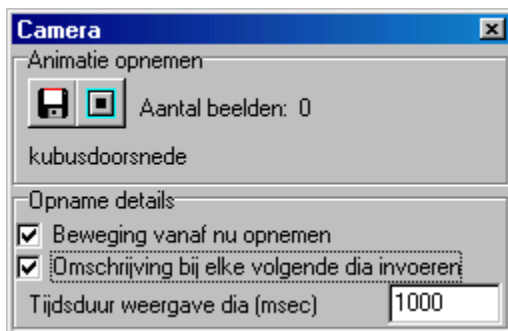 Camera
Animatie opnemen
Aantal beelden: 0
kubusdoorsnede
Opname details
Beweging vanaf nu opnemen
Omschrijving bij elke volgende dia invoeren
Tijdsduur weergave dia (msec) 1000